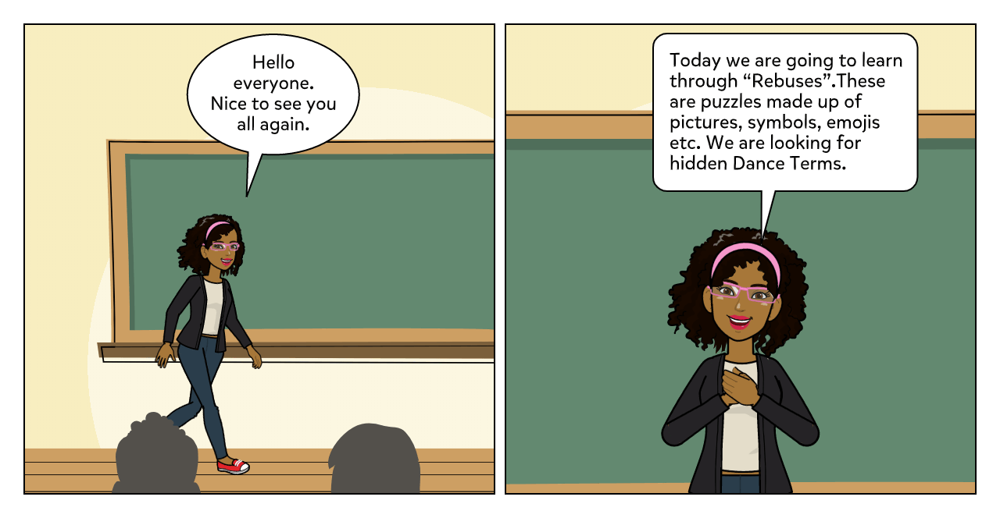 Hello
everyone.
Nice to see you
all again.
Today we are going to learn
through “Rebuses”.These
are puzzles made up of
pictures, symbols, emojis
etc. We are looking for
hidden Dance Terms.